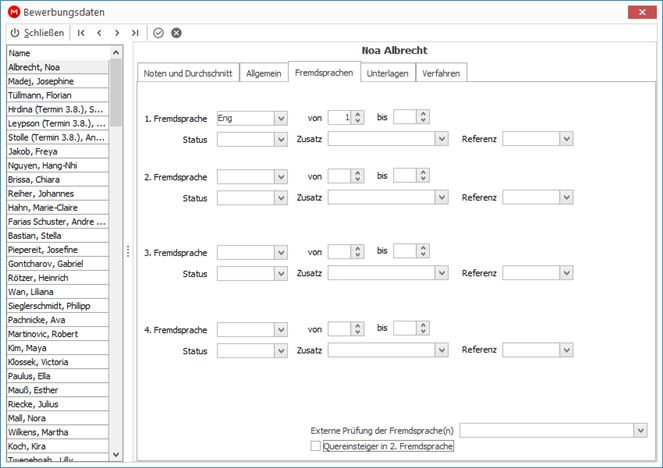 Bewerbungsdaten
Schließen
Noa Albrecht
Name
Albrecht, Noa
Madej, Josephine
Tüllmann, Florian
Hrdina (Termin 3.8.), S...
Leypson (Termin 3.8.), ...
Stolle (Termin 3.8.), An...
Jakob, Freya
Nguyen, Hang-Nhi
Brissa, Chiara
Reiher, Johannes
Hahn, Marie-Claire
Farias Schuster, Andre ...
Bastian, Stella
Piepereit, Josefine
Gontcharov, Gabriel
Rötzer, Heinrich
Wan, Liliana
Sieglerschmidt, Philipp
Pachnicke, Ava
Martinovic, Robert
Kim, Maya
Klossek, Victoria
Paulus, Ella
Mauß, Esther
Riecke, Julius
Mall, Nora
Wilkens, Martha
Koch, Kira
Noten und Durchschnitt Allgemein Fremdsprachen Unterlagen Verfahren
1. Fremdsprache Eng von 1 bis
Status Zusatz Referenz
2. Fremdsprache von bis
Status Zusatz Referenz
3. Fremdsprache von bis
Status Zusatz Referenz
4. Fremdsprache von bis
Status Zusatz Referenz
Externe Prüfung der Fremdsprache(n)
Quereinsteiger in 2. Fremdsprache